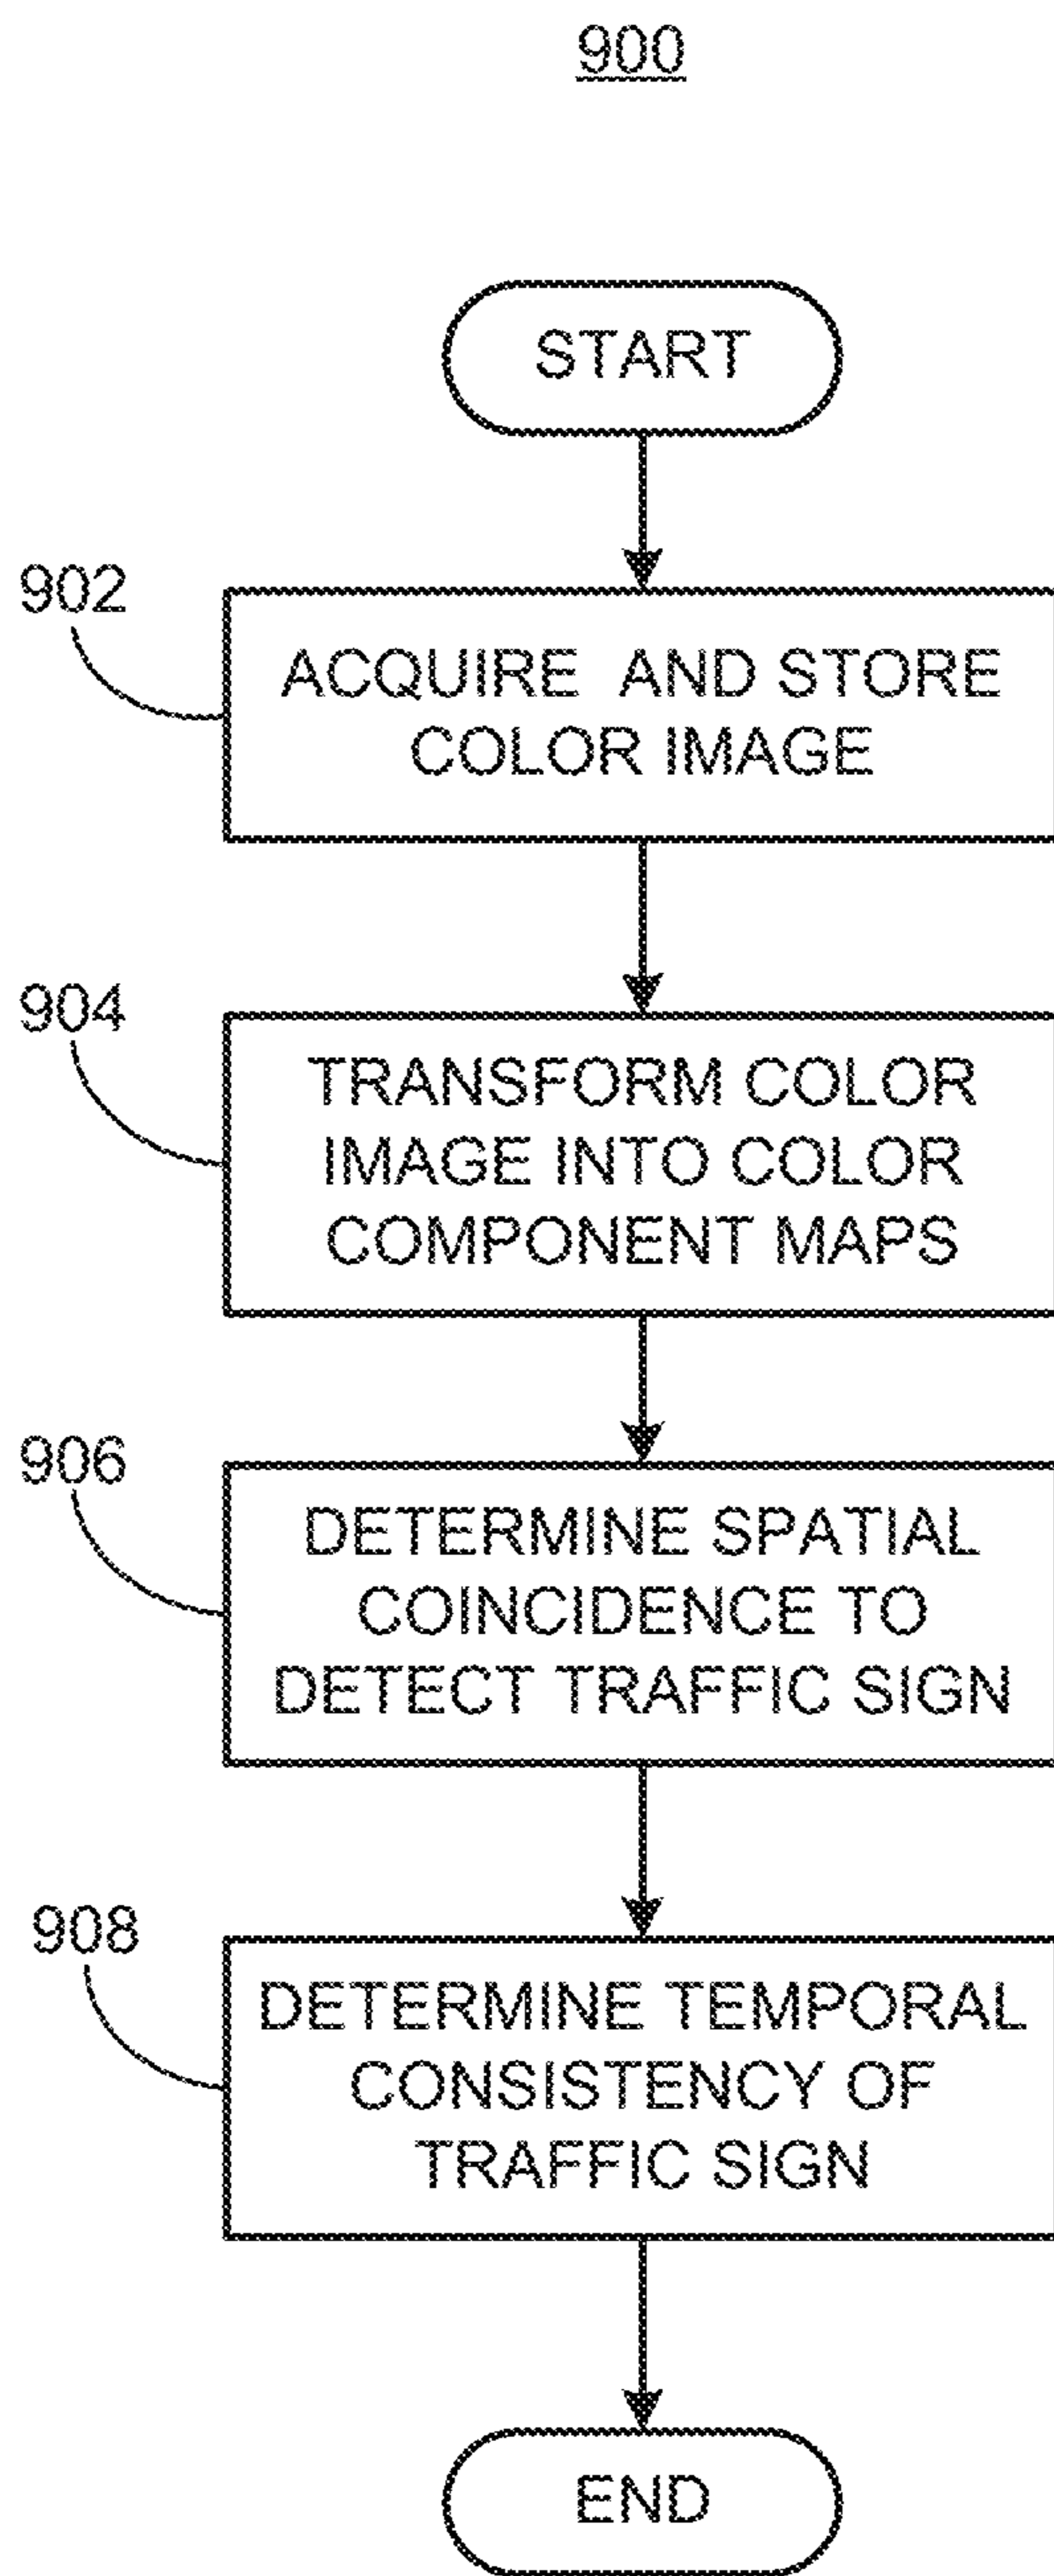 900
START
902
ACQUIRE AND STORE
COLOR IMAGE
904
TRANSFORM COLOR
IMAGE INTO COLOR
COMPONENT MAPS
906
DETERMINE SPATIAL
COINCIDENCE TO
DETECT TRAFFIC SIGN
908
DETERMINE TEMPORAL
CONSISTENCY OF
TRAFFIC SIGN
END